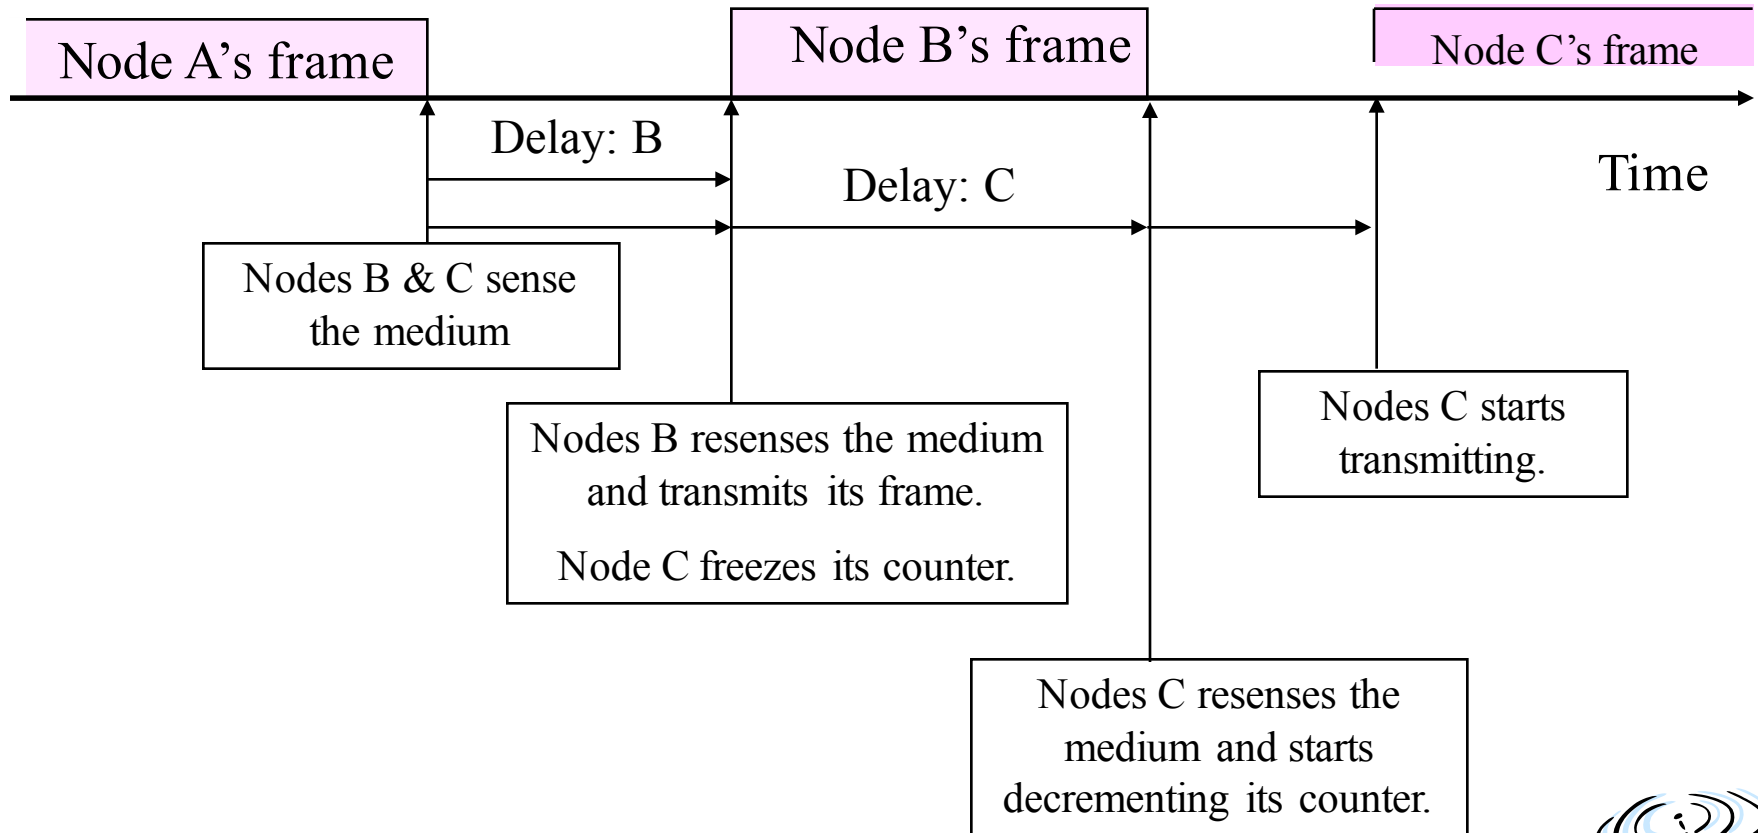 Node A’s frame
Node B’s frame
Node C’s frame
Delay: B
Delay: C
Time
Nodes B & C sense
the medium
Nodes B resenses the medium
and transmits its frame.
Node C freezes its counter.
Nodes C starts
transmitting.
Nodes C resenses the
medium and starts
decrementing its counter.